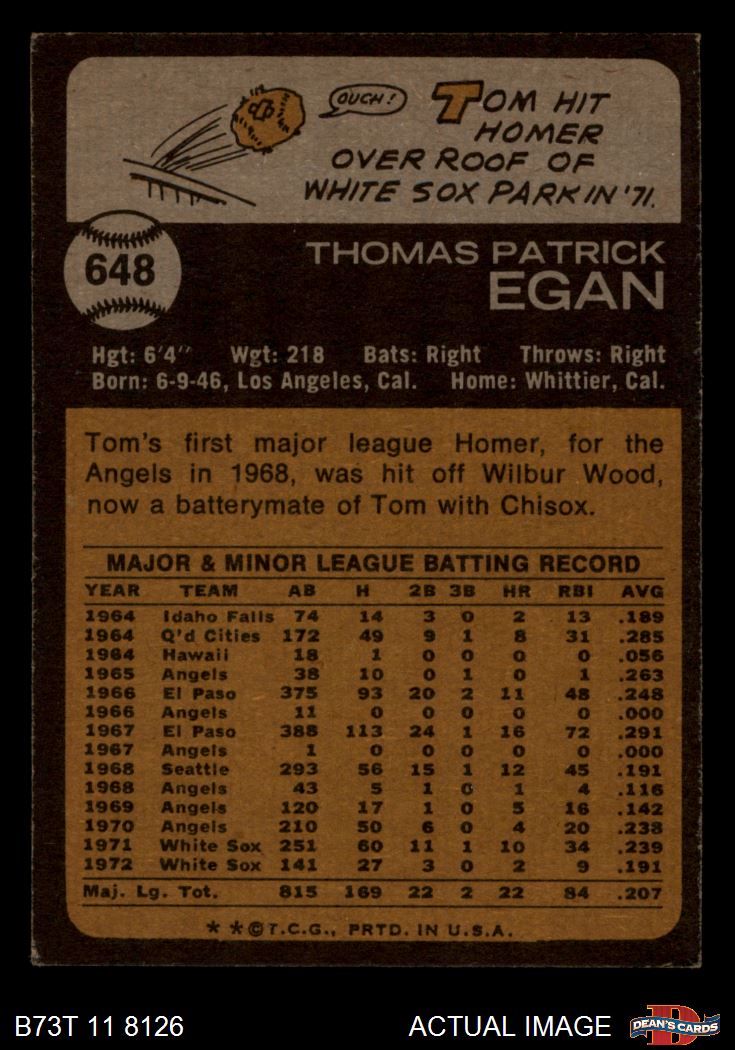 OUCH!
TOM HIT
HOMER
OVER ROOF OF
WHITE SOX PARK IN '71.
648
THOMAS PATRICK
EGAN
Hgt: 6'4" Wgt: 218 Bats: Right Throws: Right
Born: 6-9-46, Los Angeles, Cal. Home: Whittier, Cal.
Tom's first major league Homer, for the
Angels in 1968, was hit off Wilbur Wood,
now a batterymate of Tom with Chisox.
MAJOR & MINOR LEAGUE BATTING RECORD
YEAR TEAM AB H 2B 3B HR RBI AVG
1964 Idaho Falls 74 14 3 0 2 13 .189
1964 Q'd Cities 172 49 9 1 8 31 .285
1964 Hawaii 18 1 0 0 0 0 .056
1965 Angels 38 10 0 1 0 1 .263
1966 El Paso 375 93 20 2 11 48 .248
1966 Angels 11 0 0 0 0 0 .000
1967 El Paso 388 113 24 1 16 72 .291
1967 Angels 1 0 0 0 0 0 .000
1968 Seattle 293 56 15 1 12 45 .191
1968 Angels 43 5 1 0 1 4 .116
1969 Angels 120 17 1 0 5 16 .142
1970 Angels 210 50 6 0 4 20 .238
1971 White Sox 251 60 11 1 10 34 .239
1972 White Sox 141 27 3 0 2 9 .191
Maj. Lg. Tot. 815 169 22 2 22 84 .207
* *©T.C.G., PRTD. IN U.S.A.
B73T 11 8126 ACTUAL IMAGE
D
DEAN'S CARDS